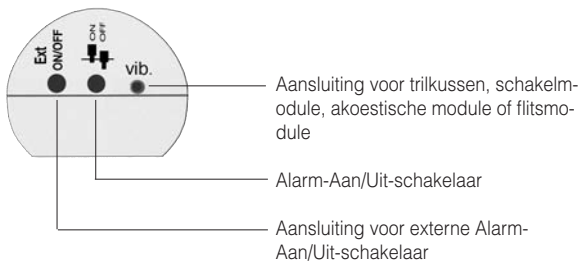 Ext
ON/OFF
ON
OFF
vib.
Aansluiting voor trilkussen, schakelm-
odule, akoestische module of flitsmo-
dule
Alarm-Aan/Uit-schakelaar
Aansluiting voor externe Alarm-
Aan/Uit-schakelaar